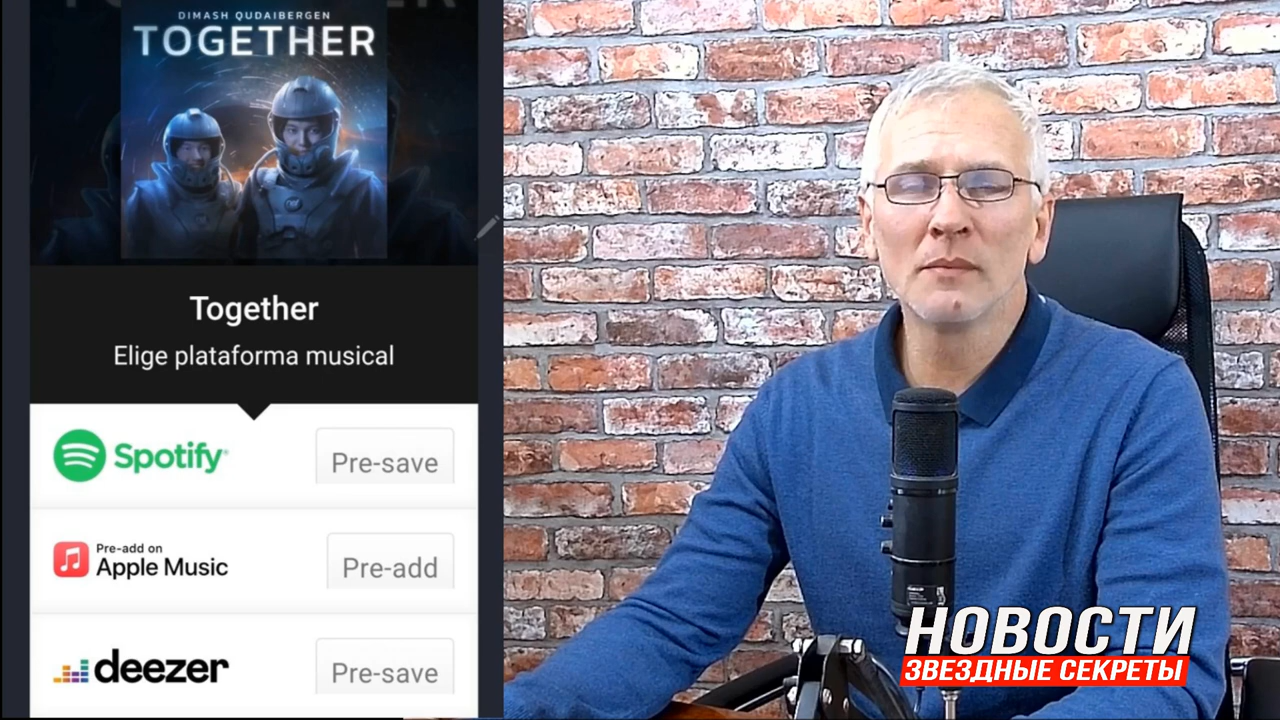 DIMASH QUDAIBERGEN
TOGETHER
Together
Elige plataforma musical
Spotify
Pre-save
Pre-add on
Apple Music
Pre-add
deezer
Pre-save
НОВОСТИ
ЗВЕЗДНЫЕ СЕКРЕТЫ